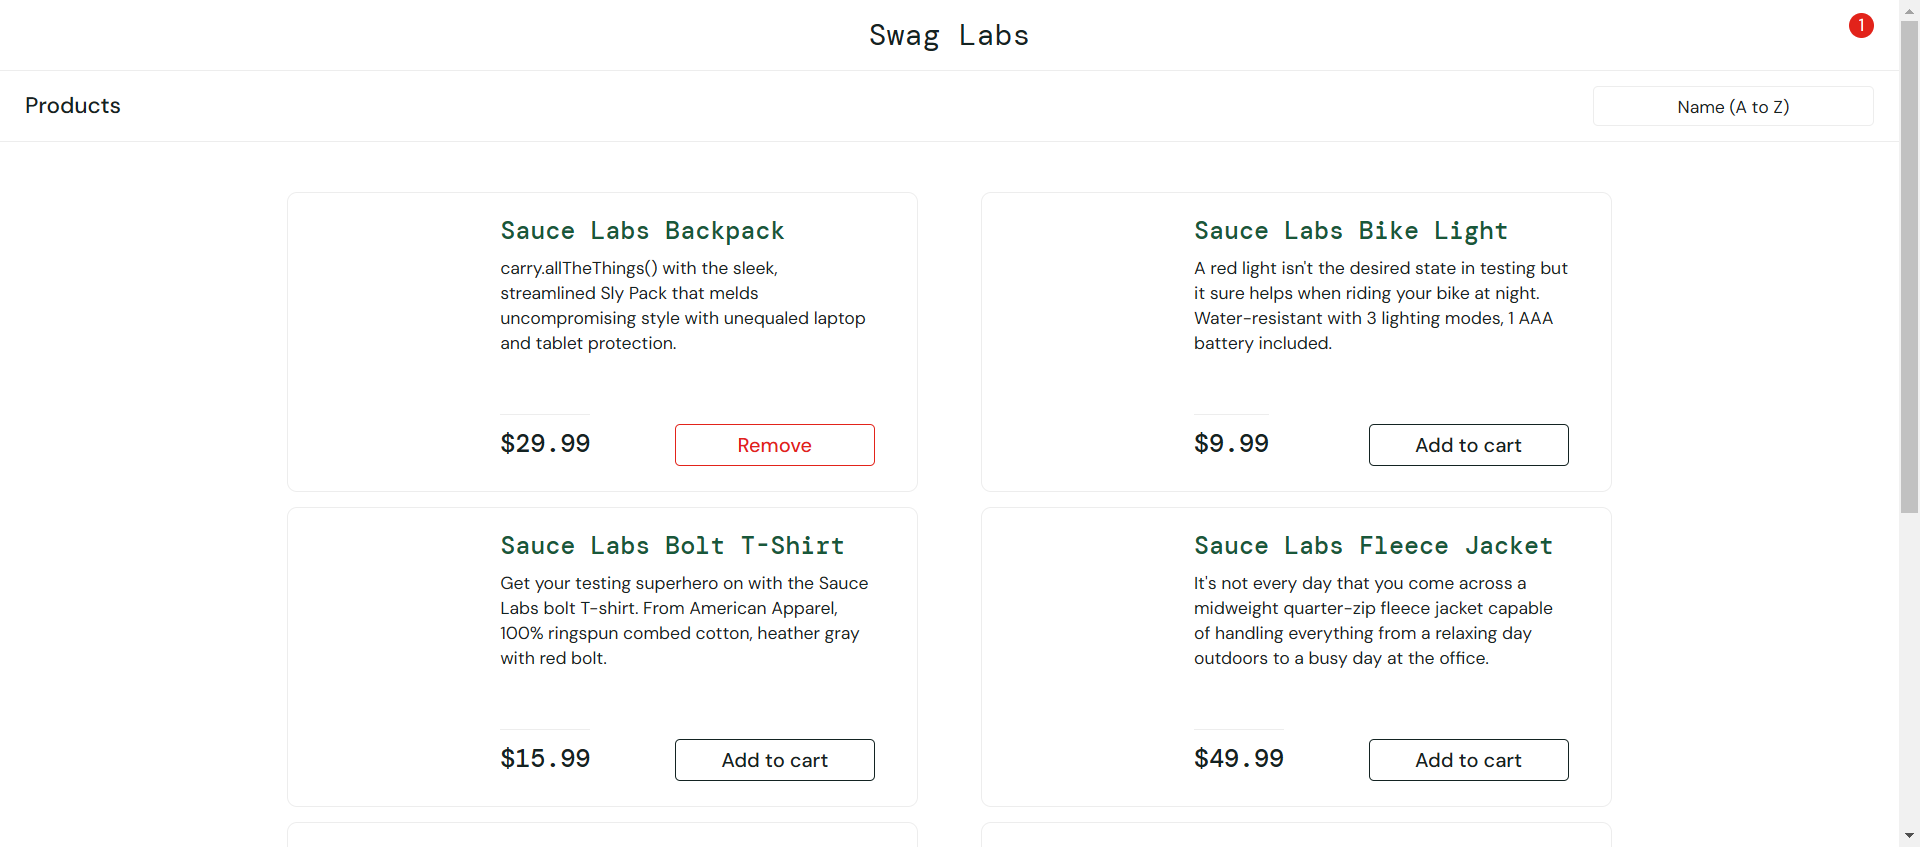 Swag Labs
1
Products
Name (A to Z)
Sauce Labs Backpack
carry.allTheThings() with the sleek,
streamlined Sly Pack that melds
uncompromising style with unequaled laptop
and tablet protection.
$29.99
Remove
Sauce Labs Bike Light
A red light isn't the desired state in testing but
it sure helps when riding your bike at night.
Water-resistant with 3 lighting modes, 1 AAA
battery included.
$9.99
Add to cart
Sauce Labs Bolt T-Shirt
Get your testing superhero on with the Sauce
Labs bolt T-shirt. From American Apparel,
100% ringspun combed cotton, heather gray
with red bolt.
$15.99
Add to cart
Sauce Labs Fleece Jacket
It's not every day that you come across a
midweight quarter-zip fleece jacket capable
of handling everything from a relaxing day
outdoors to a busy day at the office.
$49.99
Add to cart